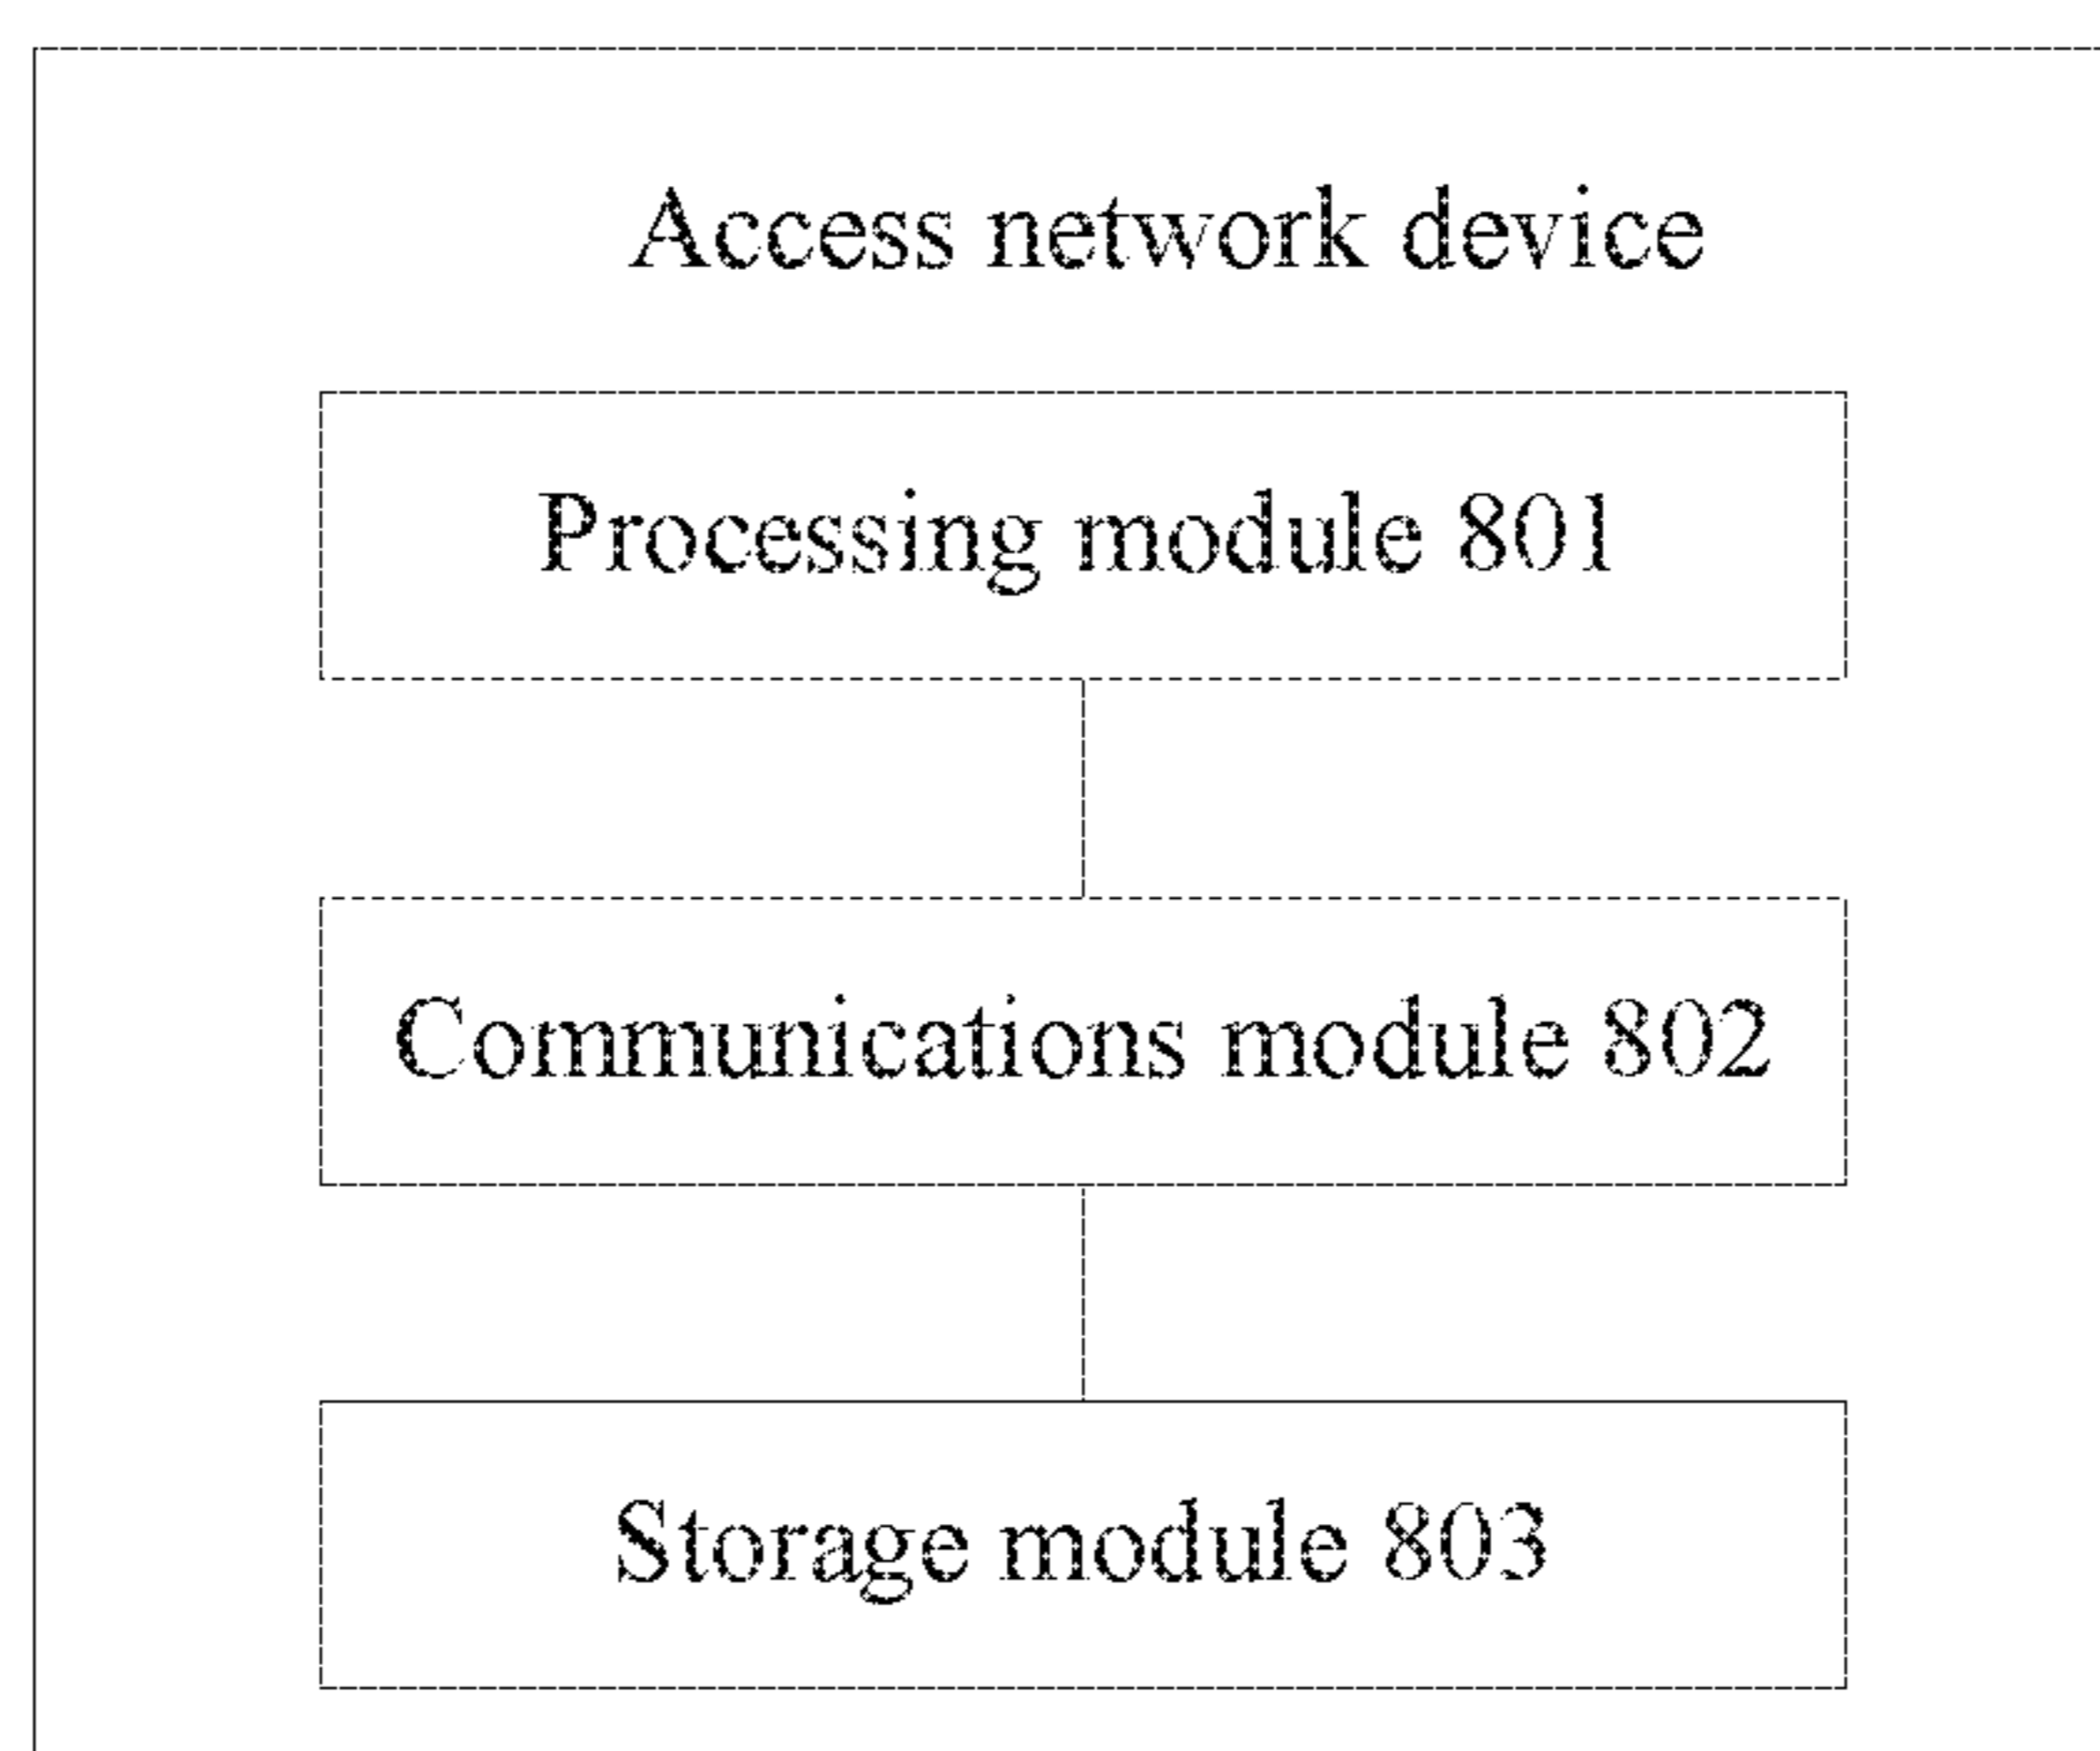 Access network device
Processing module 801
Communications module 802
Storage module 803